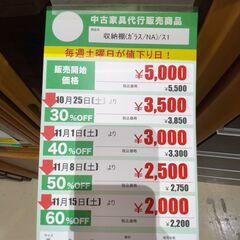 中古家具代行販売商品
商品名
収納棚(ｶﾞﾗｽ/NA)/ｽ1
毎週土曜日が値下り日！
販売開始価格
¥5,000
税込価格 ¥5,500
10月25日(土) より
30%OFF
¥3,500
税込価格 ¥3,850
11月1日(土) より
40%OFF
¥3,000
税込価格 ¥3,300
11月8日(土) より
50%OFF
¥2,500
税込価格 2,750
11月15日(土) より
60%OFF
¥2,000
税込価格 ¥2,200